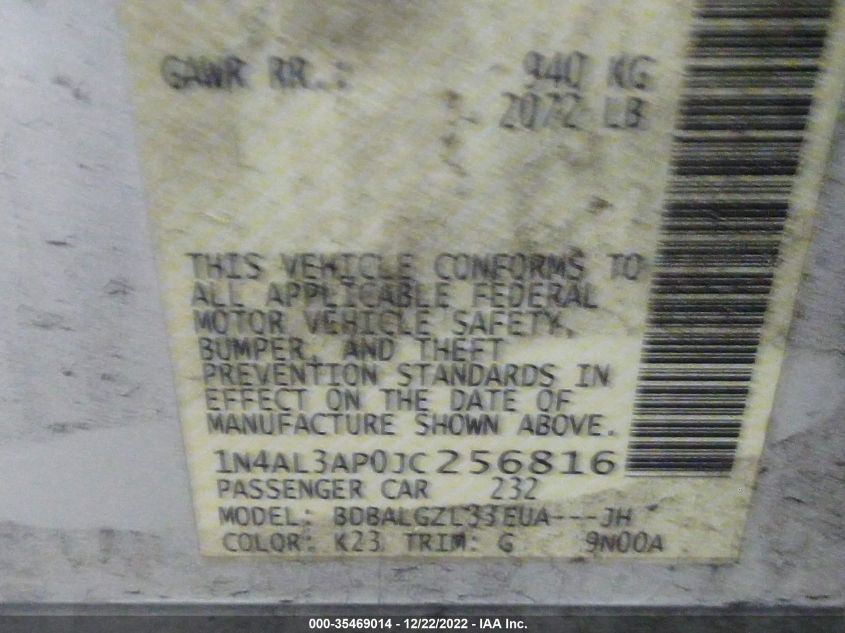 GAWR RR.: 940 KG
2072 LB
THIS VEHICLE CONFORMS TO
ALL APPLICABLE FEDERAL
MOTOR VEHICLE SAFETY,
BUMPER, AND THEFT
PREVENTION STANDARDS IN
EFFECT ON THE DATE OF
MANUFACTURE SHOWN ABOVE.
1N4AL3AP0JC256816
PASSENGER CAR 232
MODEL: BDBALGZL33EUA---JH
COLOR: K23 TRIM: G 9N00A
000-35469014 - 12/22/2022 - IAA Inc.